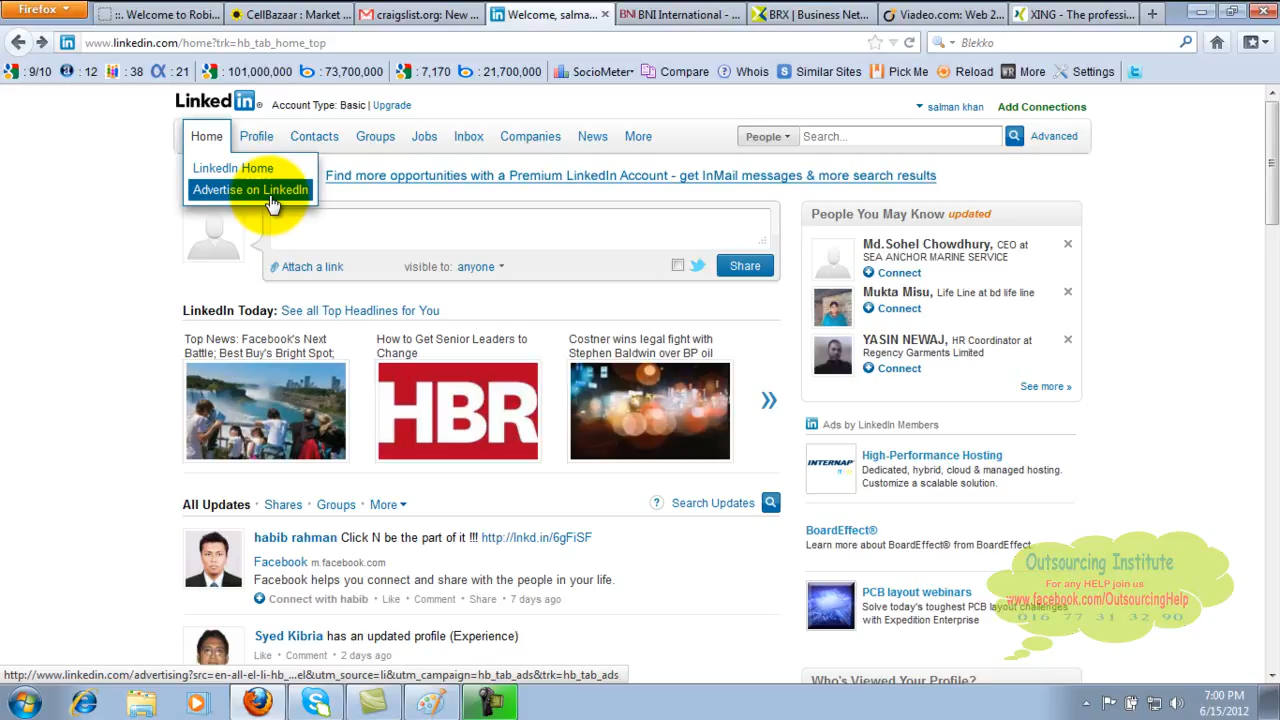 Firefox
::. Welcome to Robi...
CellBazaar : Market ...
craigslist.org: New ...
Welcome, salma...
BNI International - ...
BRX | Business Net...
Viadeo.com: Web 2...
XING - The professi...
www.linkedin.com/home?trk=hb_tab_home_top
Blekko
: 9/10
: 12
: 38
: 21
: 101,000,000
: 73,700,000
: 7,170
: 21,700,000
SocioMeter
Compare
Whois
Similar Sites
Pick Me
Reload
More
Settings
Linked in
Account Type: Basic | Upgrade
salman khan
Add Connections
Home
Profile
Contacts
Groups
Jobs
Inbox
Companies
News
More
People
Search...
Advanced
LinkedIn Home
Advertise on LinkedIn
Find more opportunities with a Premium LinkedIn Account - get InMail messages & more search results
Attach a link
visible to: anyone
Share
LinkedIn Today: See all Top Headlines for You
Top News: Facebook's Next
Battle; Best Buy's Bright Spot;
How to Get Senior Leaders to
Change
Costner wins legal fight with
Stephen Baldwin over BP oil
HBR
»
All Updates · Shares · Groups · More
? Search Updates
habib rahman Click N be the part of it !!! http://lnkd.in/6gFiSF
Facebook m.facebook.com
Facebook helps you connect and share with the people in your life.
Connect with habib · Like · Comment · Share · 7 days ago
Syed Kibria has an updated profile (Experience)
Like · Comment · 2 days ago
People You May Know updated
Md.Sohel Chowdhury, CEO at
SEA ANCHOR MARINE SERVICE
Connect
Mukta Misu, Life Line at bd life line
Connect
YASIN NEWAJ, HR Coordinator at
Regency Garments Limited
Connect
See more »
Ads by LinkedIn Members
INTERNAP
High-Performance Hosting
Dedicated, hybrid, cloud & managed hosting.
Customize a scalable solution.
BoardEffect®
Learn more about BoardEffect® from BoardEffect
PCB layout webinars
Solve today's toughest PCB layout challenges
with Expedition Enterprise
Who's Viewed Your Profile?
Outsourcing Institute
For any HELP join us
www.facebook.com/OutsourcingHelp
016 77 31 32 90
http://www.linkedin.com/advertising?src=en-all-el-li-hb_...el&utm_source=li&utm_campaign=hb_tab_ads&trk=hb_tab_ads
7:00 PM
6/15/2012